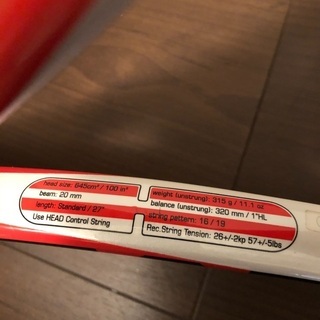 head size: 645cm² / 100 in²
beam: 20 mm
length: Standard / 27"
Use HEAD Control String
weight (unstrung): 315 g / 11.1 oz
balance (unstrung): 320 mm / 1"HL
string pattern: 16 / 19
Rec.String Tension: 26+/-2kp 57+/-5lbs